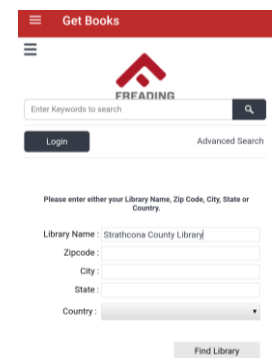 Get Books
FREADING
Enter Keywords to search
Login
Advanced Search
Please enter either your Library Name, Zip Code, City, State or
Country.
Library Name : Strathcona County Library
Zipcode :
City :
State :
Country :
Find Library